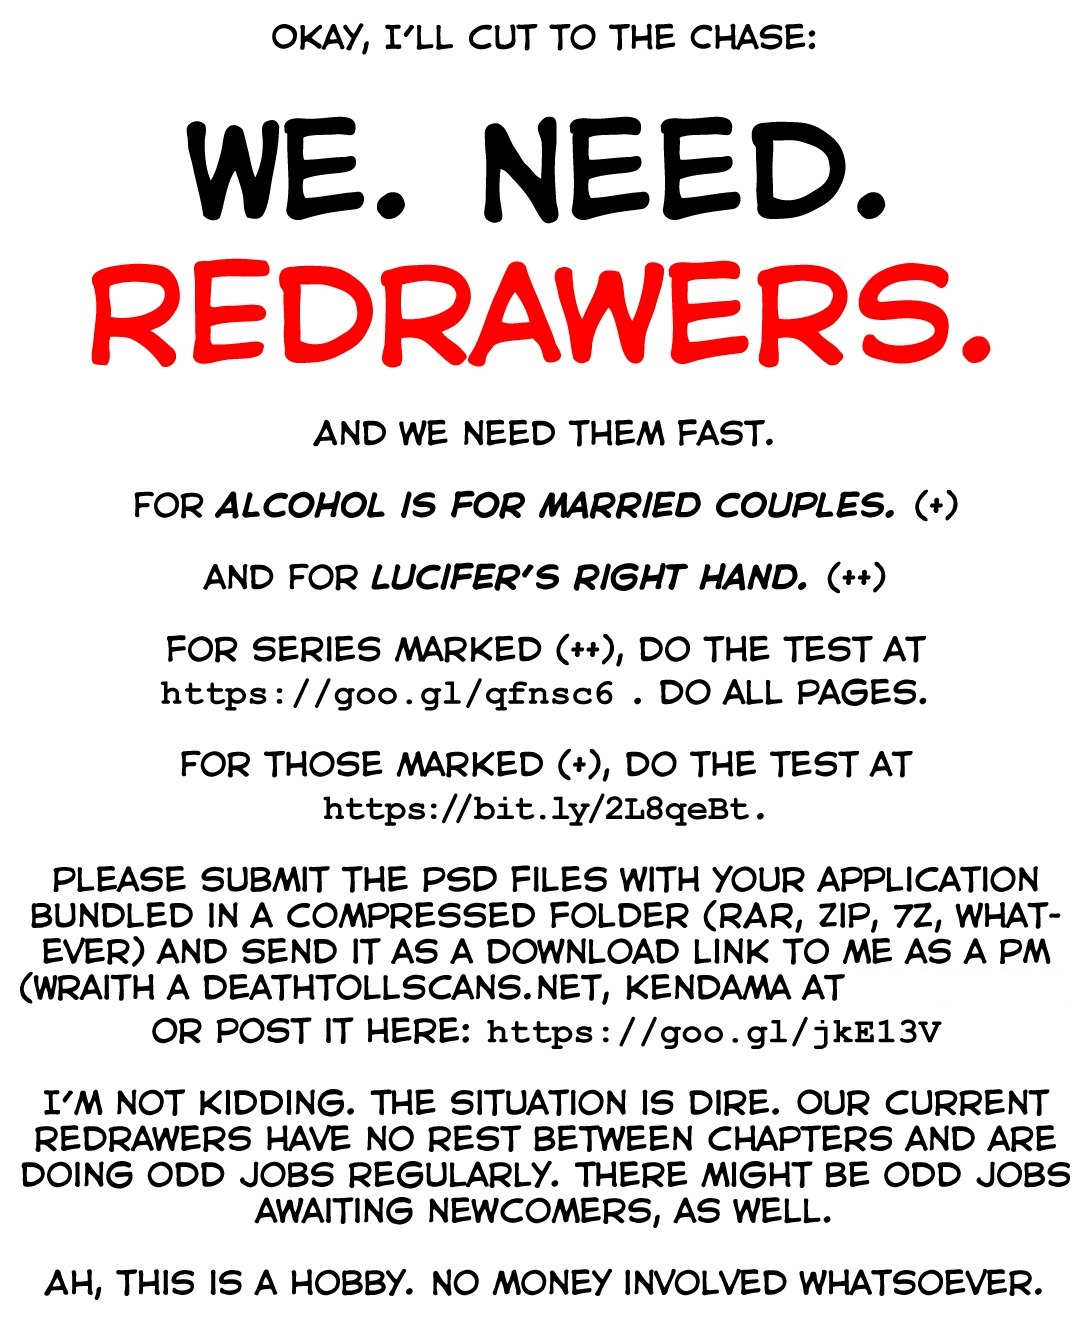 OKAY, I'LL CUT TO THE CHASE:
WE. NEED.
REDRAWERS.
AND WE NEED THEM FAST.
FOR ALCOHOL IS FOR MARRIED COUPLES. (+)
AND FOR LUCIFER'S RIGHT HAND. (++)
FOR SERIES MARKED (++), DO THE TEST AT
https://goo.gl/qfnsc6 . DO ALL PAGES.
FOR THOSE MARKED (+), DO THE TEST AT
https://bit.ly/2L8qeBt.
PLEASE SUBMIT THE PSD FILES WITH YOUR APPLICATION
BUNDLED IN A COMPRESSED FOLDER (RAR, ZIP, 7Z, WHAT-
EVER) AND SEND IT AS A DOWNLOAD LINK TO ME AS A PM
(WRAITH A DEATHTOLLSCANS.NET, KENDAMA AT
OR POST IT HERE: https://goo.gl/jkE13V
I'M NOT KIDDING. THE SITUATION IS DIRE. OUR CURRENT
REDRAWERS HAVE NO REST BETWEEN CHAPTERS AND ARE
DOING ODD JOBS REGULARLY. THERE MIGHT BE ODD JOBS
AWAITING NEWCOMERS, AS WELL.
AH, THIS IS A HOBBY. NO MONEY INVOLVED WHATSOEVER.